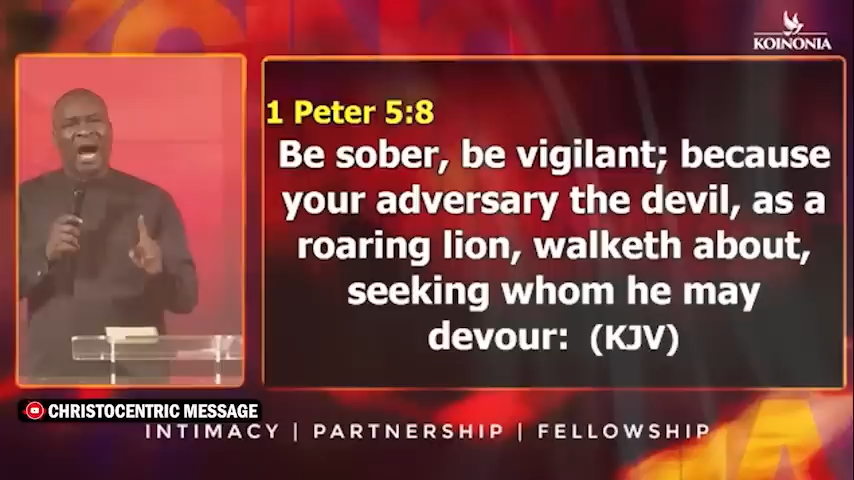 KOINONIA
1 Peter 5:8
Be sober, be vigilant; because
your adversary the devil, as a
roaring lion, walketh about,
seeking whom he may
devour: (KJV)
CHRISTOCENTRIC MESSAGE
INTIMACY | PARTNERSHIP | FELLOWSHIP